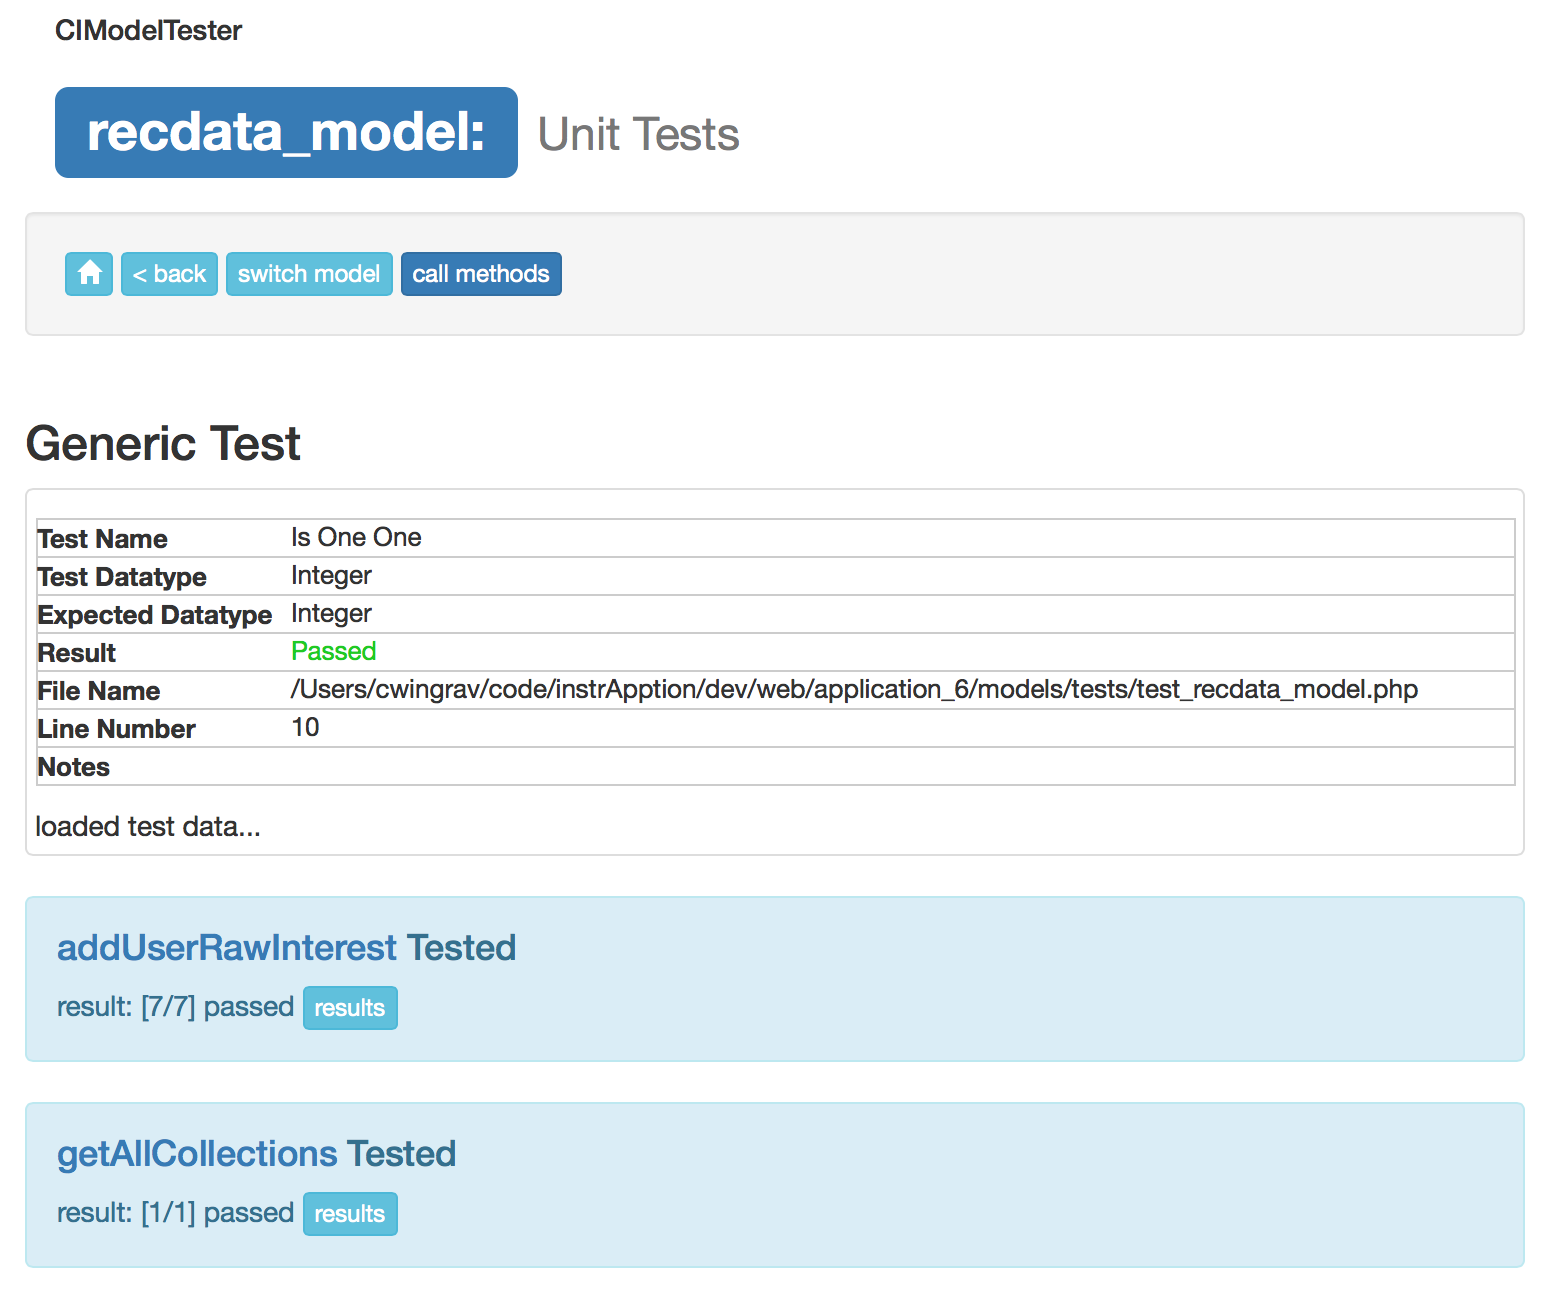 CIModelTester
recdata_model: Unit Tests
< back switch model call methods
Generic Test
Test Name Is One One
Test Datatype Integer
Expected Datatype Integer
Result Passed
File Name /Users/cwingrav/code/instrApption/dev/web/application_6/models/tests/test_recdata_model.php
Line Number 10
Notes
loaded test data...
addUserRawInterest Tested
result: [7/7] passed results
getAllCollections Tested
result: [1/1] passed results